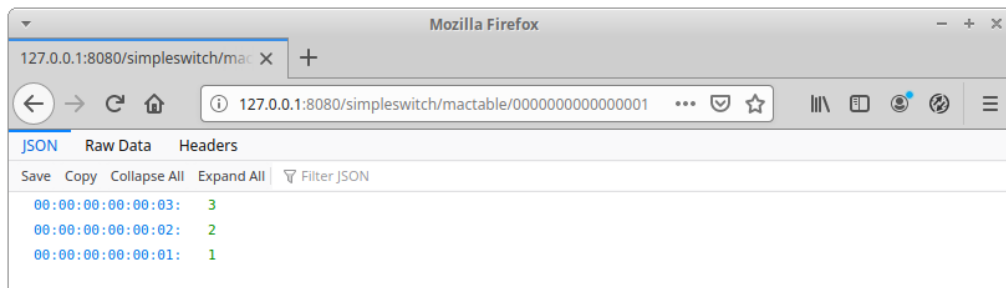 Mozilla Firefox
127.0.0.1:8080/simpleswitch/mac
127.0.0.1:8080/simpleswitch/mactable/0000000000000001
JSON Raw Data Headers
Save Copy Collapse All Expand All Filter JSON
00:00:00:00:00:03: 3
00:00:00:00:00:02: 2
00:00:00:00:00:01: 1